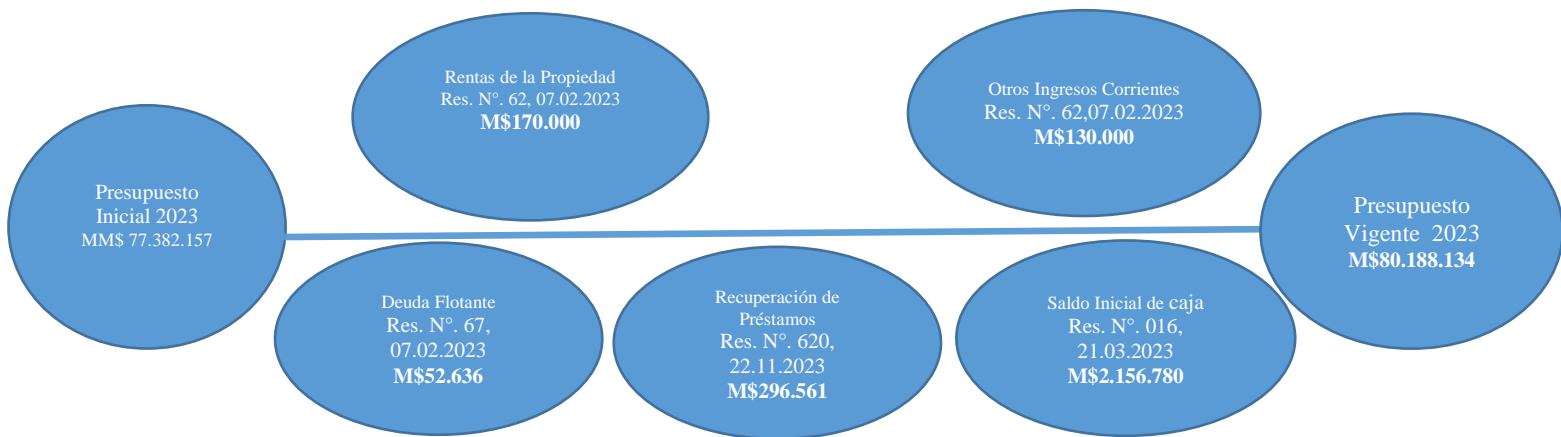 Presupuesto
Inicial 2023
MM$ 77.382.157
Rentas de la Propiedad
Res. N°. 62, 07.02.2023
M$170.000
Otros Ingresos Corrientes
Res. N°. 62,07.02.2023
M$130.000
Deuda Flotante
Res. N°. 67,
07.02.2023
M$52.636
Recuperación de
Préstamos
Res. N°. 620,
22.11.2023
M$296.561
Saldo Inicial de caja
Res. N°. 016,
21.03.2023
M$2.156.780
Presupuesto
Vigente 2023
M$80.188.134